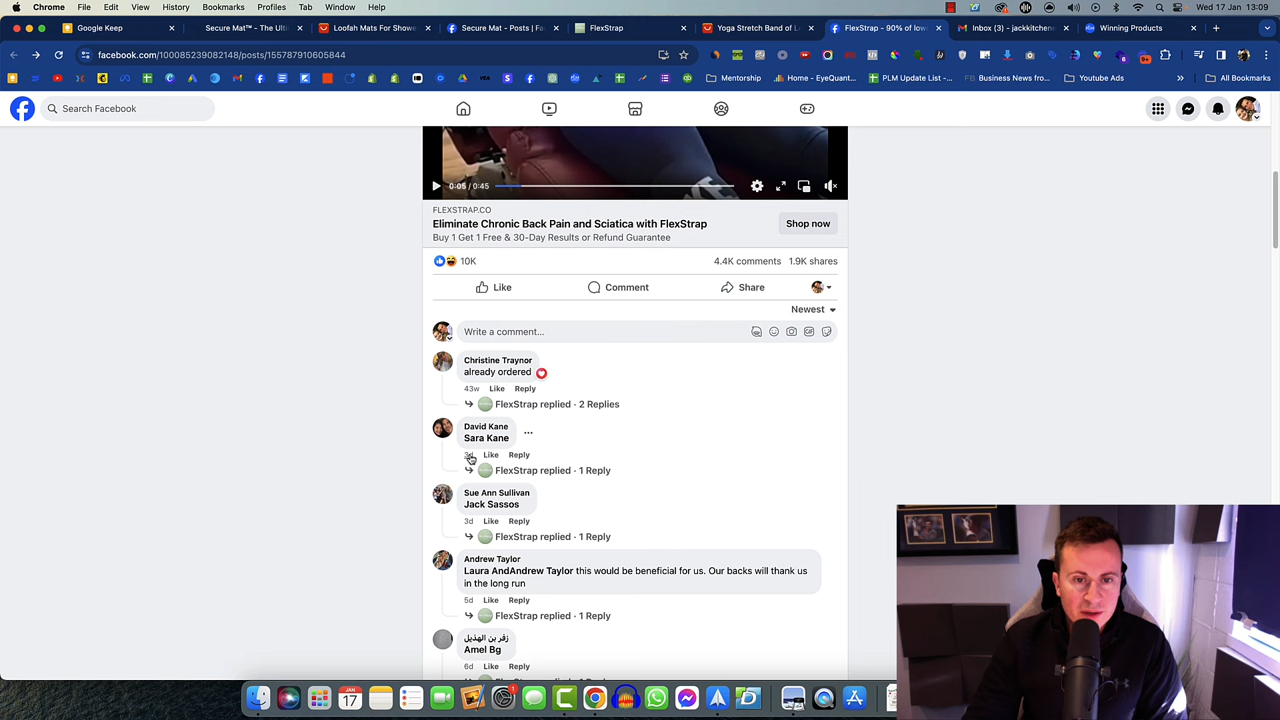 Chrome File Edit View History Bookmarks Profiles Tab Window Help
Wed 17 Jan 13:09
Google Keep
Secure Mat™ - The Ulti
Loofah Mats For Showe
Secure Mat - Posts | Fa
FlexStrap
Yoga Stretch Band of L
FlexStrap - 90% of low
Inbox (3) - jackkitchene
Winning Products
facebook.com/100085239082148/posts/155787910605844
Mentorship
Home - EyeQuant...
PLM Update List -...
FB Business News fro...
Youtube Ads
All Bookmarks
Search Facebook
0:05 / 0:45
FLEXSTRAP.CO
Eliminate Chronic Back Pain and Sciatica with FlexStrap
Shop now
Buy 1 Get 1 Free & 30-Day Results or Refund Guarantee
10K
4.4K comments 1.9K shares
Like
Comment
Share
Newest
Write a comment...
Christine Traynor
already ordered
43w Like Reply
FlexStrap replied · 2 Replies
David Kane
Sara Kane
3d Like Reply
FlexStrap replied · 1 Reply
Sue Ann Sullivan
Jack Sassos
3d Like Reply
FlexStrap replied · 1 Reply
Andrew Taylor
Laura AndAndrew Taylor this would be beneficial for us. Our backs will thank us
in the long run
5d Like Reply
FlexStrap replied · 1 Reply
زفر بن الهذيل
Amel Bg
6d Like Reply
JAN
17